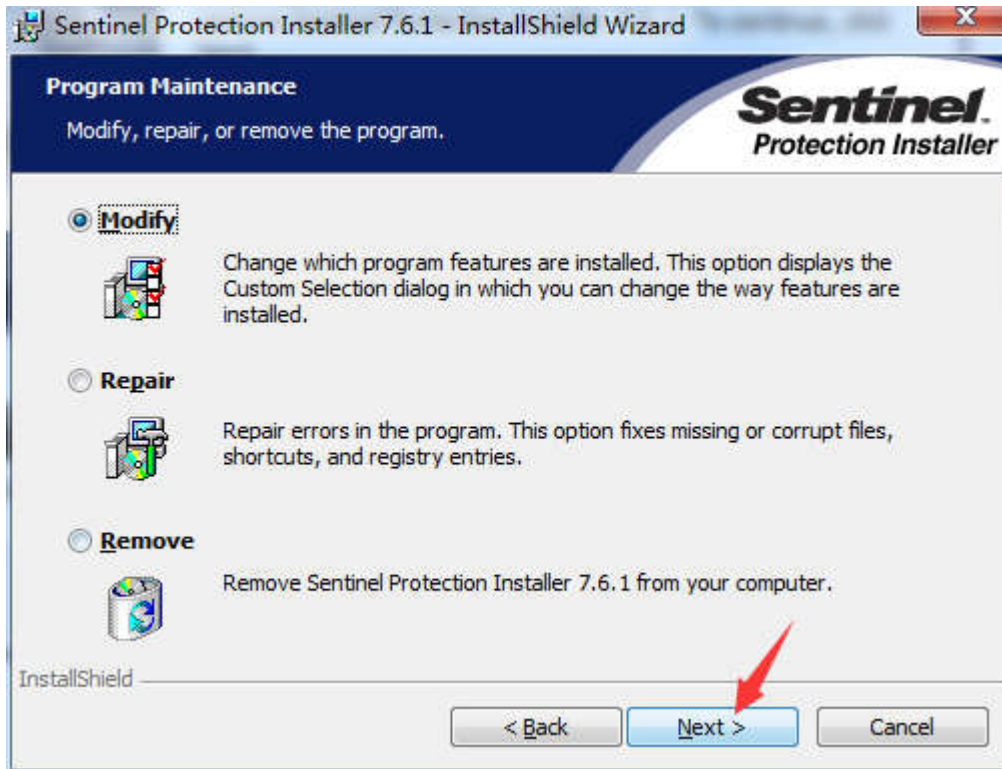 Sentinel Protection Installer 7.6.1 - InstallShield Wizard
Program Maintenance
Modify, repair, or remove the program.
Sentinel.
Protection Installer
Modify
Change which program features are installed. This option displays the
Custom Selection dialog in which you can change the way features are
installed.
Repair
Repair errors in the program. This option fixes missing or corrupt files,
shortcuts, and registry entries.
Remove
Remove Sentinel Protection Installer 7.6.1 from your computer.
InstallShield
< Back
Next >
Cancel